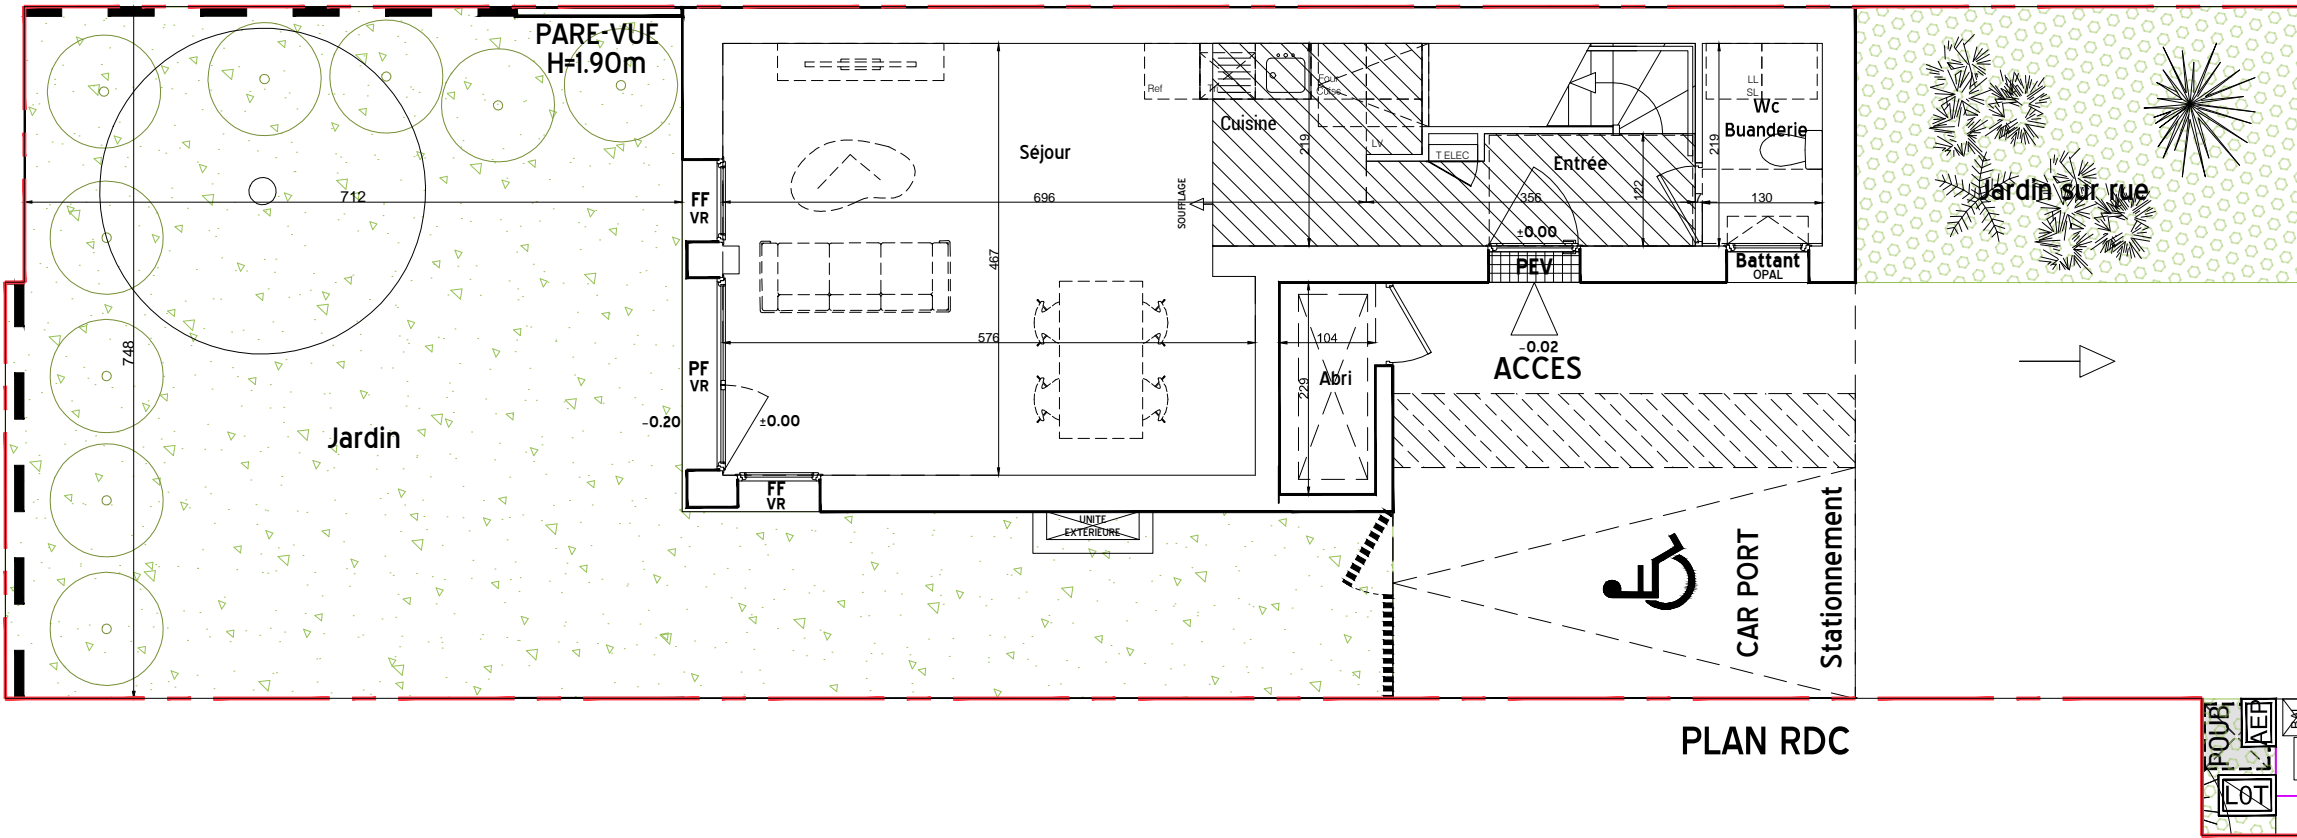 PARE-VUE
H=1.90m
712
748
Jardin
FF
VR
PF
VR
-0.20
±0.00
FF
VR
Séjour
696
467
576
Ref
Cuisine
219
SOUFFLAGE
Four
LV
T ELEC
Entrée
356
122
7
±0.00
PEV
LL
SL
Wc
Buanderie
219
130
Battant
OPAL
Jardin sur rue
104
229
Abri
-0.02
ACCES
UNITE
EXTERIEURE
CAR PORT
Stationnement
PLAN RDC
POUB
AEP
LOT